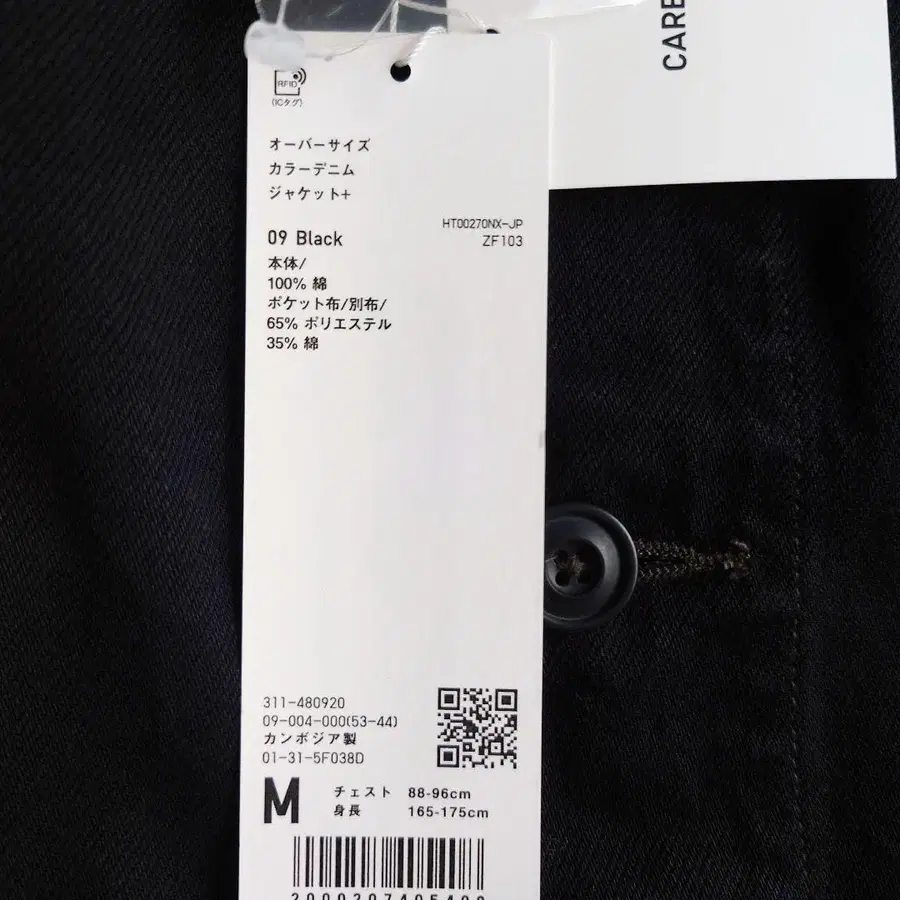 CARE
RFID
(ICタグ)
オーバーサイズ
カラーデニム
ジャケット+
HT00270NX-JP
09 Black
ZF103
本体/
100% 綿
ポケット布/別布/
65% ポリエステル
35% 綿
311-480920
09-004-000(53-44)
カンボジア製
01-31-5F038D
M
チェスト 88-96cm
身長 165-175cm